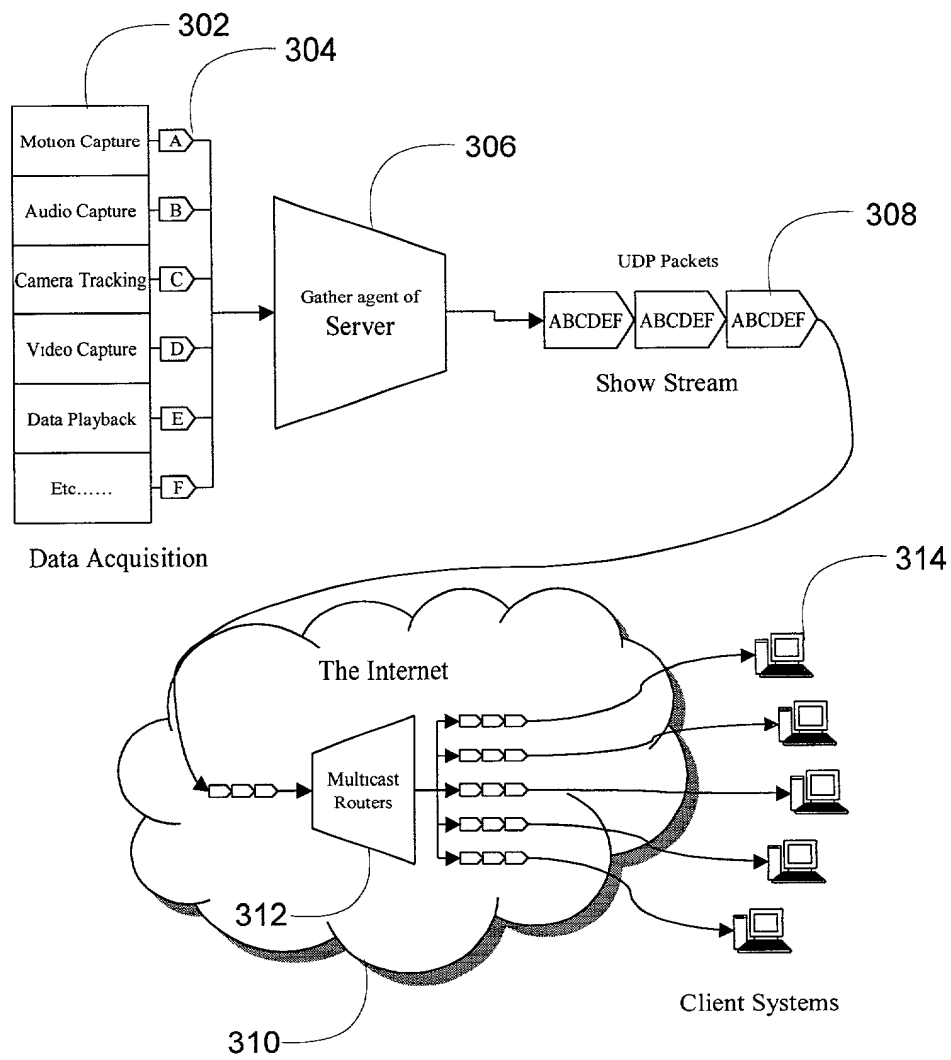 302
304
Motion Capture A
Audio Capture B
Camera Tracking C
Video Capture D
Data Playback E
Etc...... F
Data Acquisition
306
Gather agent of
Server
308
UDP Packets
ABCDEF ABCDEF ABCDEF
Show Stream
314
The Internet
Multicast
Routers
312
310
Client Systems